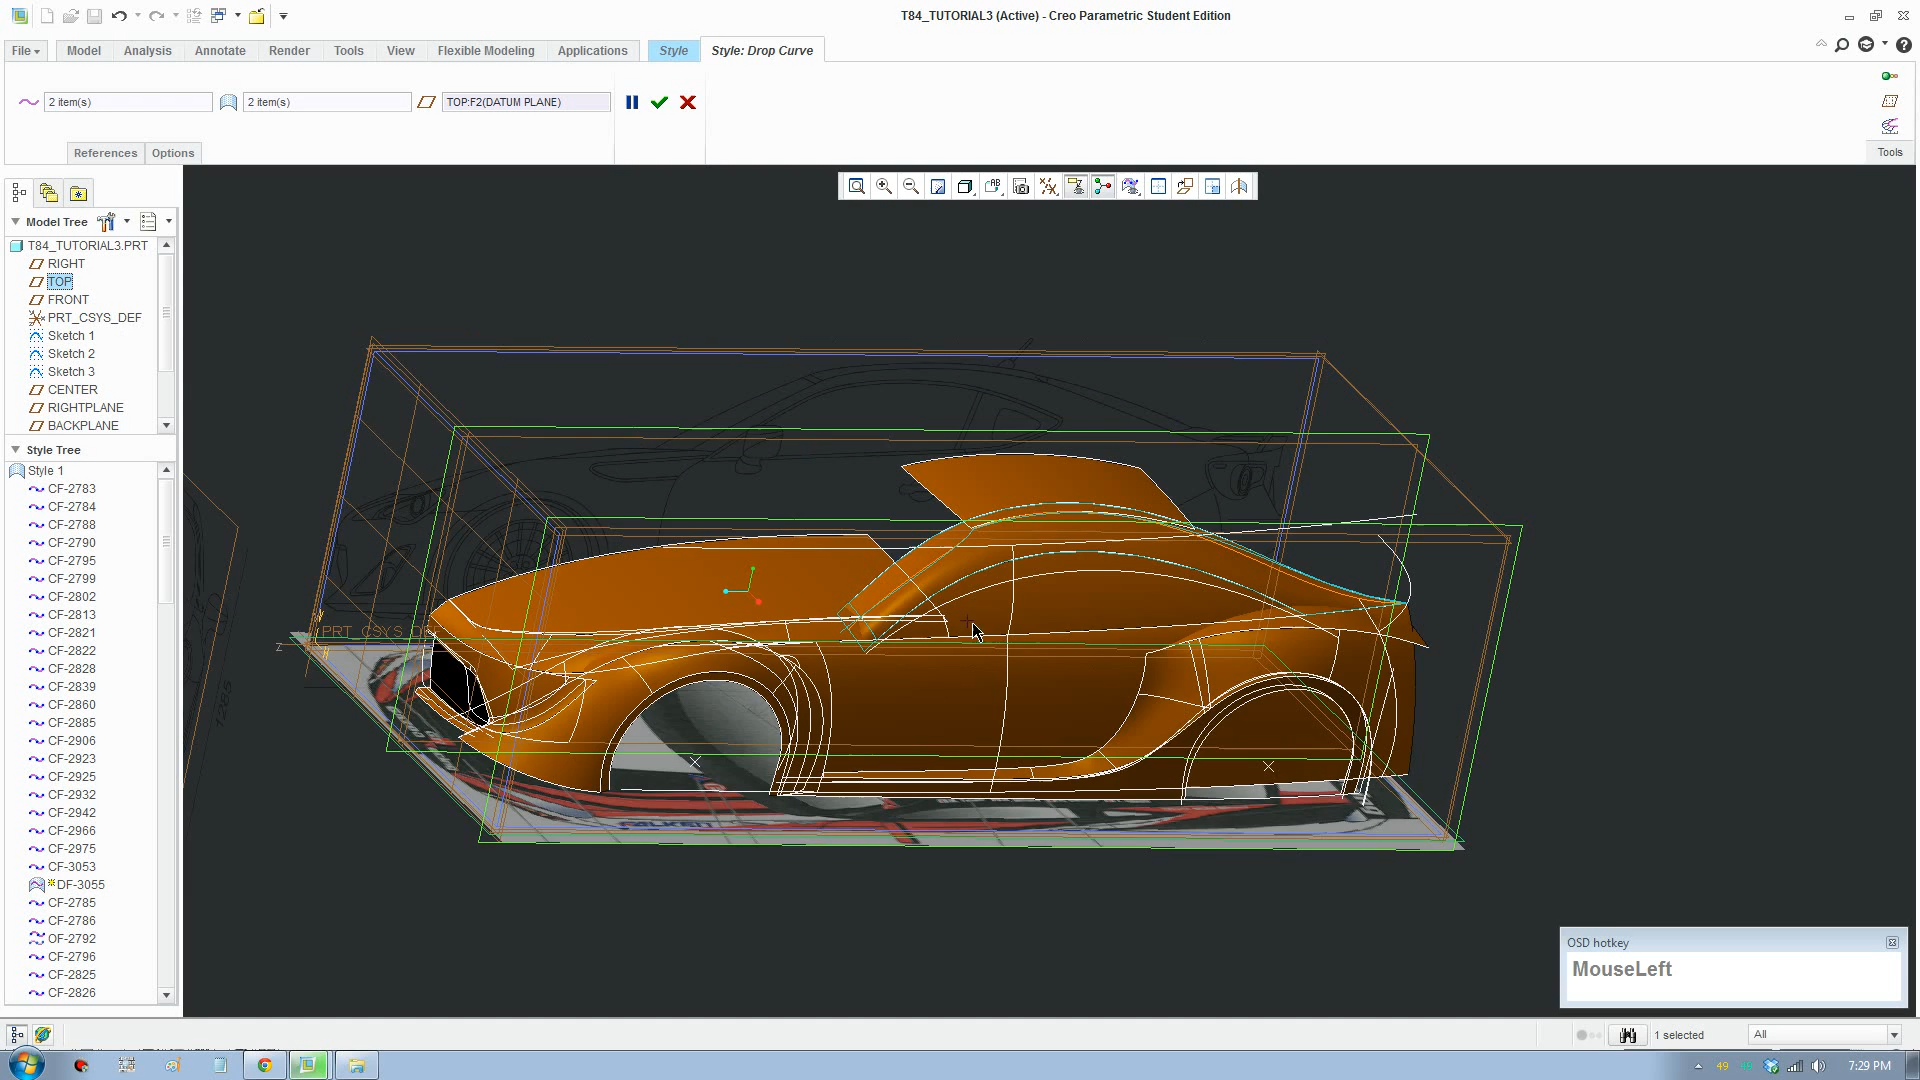 T84_TUTORIAL3 (Active) - Creo Parametric Student Edition
File Model Analysis Annotate Render Tools View Flexible Modeling Applications Style Style: Drop Curve
2 item(s) 2 item(s) TOP:F2(DATUM PLANE)
References Options Tools
Model Tree
T84_TUTORIAL3.PRT
RIGHT
TOP
FRONT
PRT_CSYS_DEF
Sketch 1
Sketch 2
Sketch 3
CENTER
RIGHTPLANE
BACKPLANE
Style Tree
Style 1
CF-2783
CF-2784
CF-2788
CF-2790
CF-2795
CF-2799
CF-2802
CF-2813
CF-2821
CF-2822
CF-2828
CF-2839
CF-2860
CF-2885
CF-2906
CF-2923
CF-2925
CF-2932
CF-2942
CF-2966
CF-2975
CF-3053
DF-3055
CF-2785
CF-2786
OF-2792
CF-2796
CF-2825
CF-2826
1285
Z
OSD hotkey
MouseLeft
1 selected All
49 7:29 PM